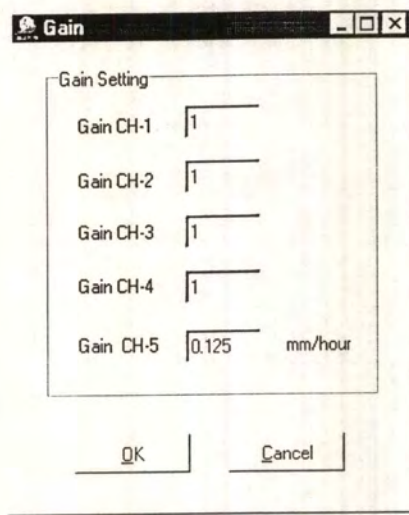 Gain
Gain Setting
Gain CH-1 1
Gain CH-2 1
Gain CH-3 1
Gain CH-4 1
Gain CH-5 0.125 mm/hour
OK Cancel